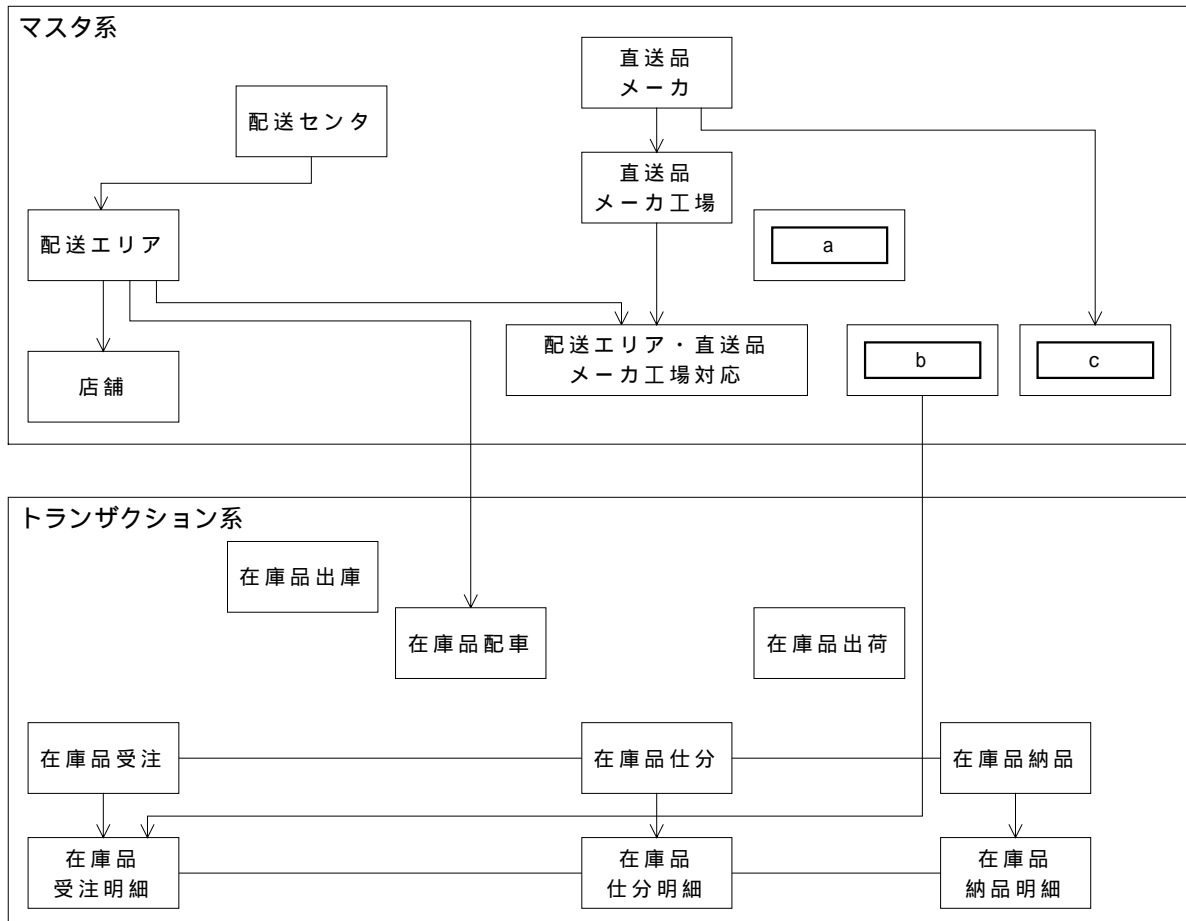 マスタ系
直送品
メーカ
配送センタ
直送品
メーカ工場
配送エリア
a
配送エリア・直送品
メーカ工場対応
b
c
店舗
トランザクション系
在庫品出庫
在庫品配車
在庫品出荷
在庫品受注
在庫品仕分
在庫品納品
在庫品
受注明細
在庫品
仕分明細
在庫品
納品明細